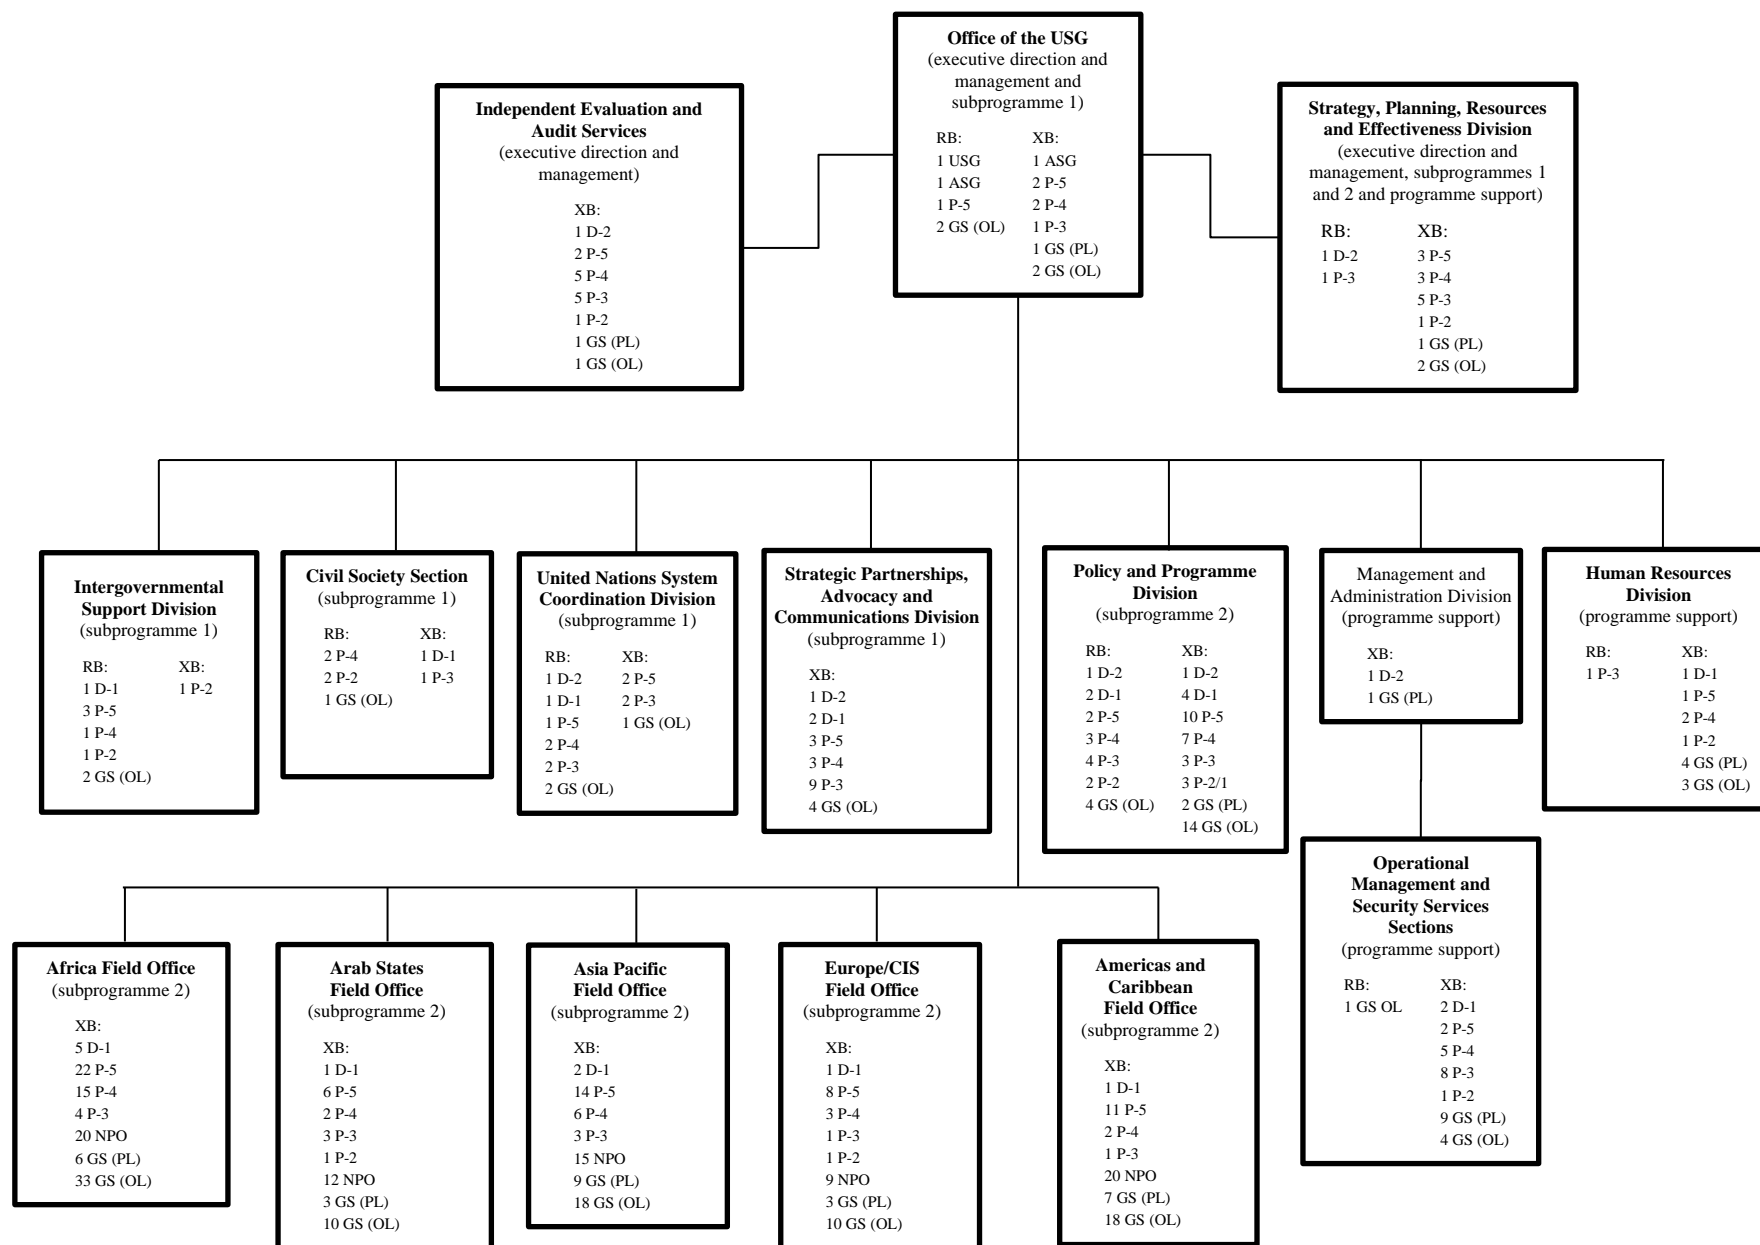 Office of the USG
(executive direction and
management and
subprogramme 1)
RB:
1 USG
1 ASG
1 P-5
2 GS (OL)
XB:
1 ASG
2 P-5
2 P-4
1 P-3
1 GS (PL)
2 GS (OL)
Independent Evaluation and
Audit Services
(executive direction and
management)
XB:
1 D-2
2 P-5
5 P-4
5 P-3
1 P-2
1 GS (PL)
1 GS (OL)
Strategy, Planning, Resources
and Effectiveness Division
(executive direction and
management, subprogrammes 1
and 2 and programme support)
RB:
1 D-2
1 P-3
XB:
3 P-5
3 P-4
5 P-3
1 P-2
1 GS (PL)
2 GS (OL)
Intergovernmental
Support Division
(subprogramme 1)
RB:
1 D-1
3 P-5
1 P-4
1 P-2
2 GS (OL)
XB:
1 P-2
Civil Society Section
(subprogramme 1)
RB:
2 P-4
2 P-2
1 GS (OL)
XB:
1 D-1
1 P-3
United Nations System
Coordination Division
(subprogramme 1)
RB:
1 D-2
1 D-1
1 P-5
2 P-4
2 P-3
2 GS (OL)
XB:
2 P-5
2 P-3
1 GS (OL)
Strategic Partnerships,
Advocacy and
Communications Division
(subprogramme 1)
XB:
1 D-2
2 D-1
3 P-5
3 P-4
9 P-3
4 GS (OL)
Policy and Programme
Division
(subprogramme 2)
RB:
1 D-2
2 D-1
2 P-5
3 P-4
4 P-3
2 P-2
4 GS (OL)
XB:
1 D-2
4 D-1
10 P-5
7 P-4
3 P-3
3 P-2/1
2 GS (PL)
14 GS (OL)
Management and
Administration Division
(programme support)
XB:
1 D-2
1 GS (PL)
Human Resources
Division
(programme support)
RB:
1 P-3
XB:
1 D-1
1 P-5
2 P-4
1 P-2
4 GS (PL)
3 GS (OL)
Operational
Management and
Security Services
Sections
(programme support)
RB:
1 GS OL
XB:
2 D-1
2 P-5
5 P-4
8 P-3
1 P-2
9 GS (PL)
4 GS (OL)
Africa Field Office
(subprogramme 2)
XB:
5 D-1
22 P-5
15 P-4
4 P-3
20 NPO
6 GS (PL)
33 GS (OL)
Arab States
Field Office
(subprogramme 2)
XB:
1 D-1
6 P-5
2 P-4
3 P-3
1 P-2
12 NPO
3 GS (PL)
10 GS (OL)
Asia Pacific
Field Office
(subprogramme 2)
XB:
2 D-1
14 P-5
6 P-4
3 P-3
15 NPO
9 GS (PL)
18 GS (OL)
Europe/CIS
Field Office
(subprogramme 2)
XB:
1 D-1
8 P-5
3 P-4
1 P-3
1 P-2
9 NPO
3 GS (PL)
10 GS (OL)
Americas and
Caribbean
Field Office
(subprogramme 2)
XB:
1 D-1
11 P-5
2 P-4
1 P-3
20 NPO
7 GS (PL)
18 GS (OL)